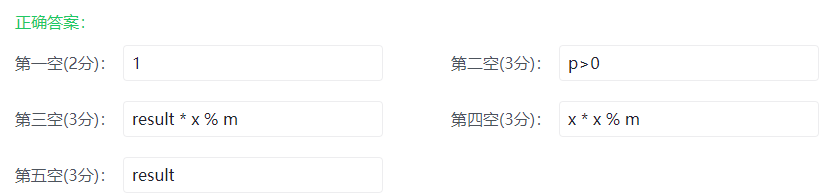 正确答案：
第一空(2分)： 1 第二空(3分)： p>0
第三空(3分)： result * x % m 第四空(3分)： x * x % m
第五空(3分)： result